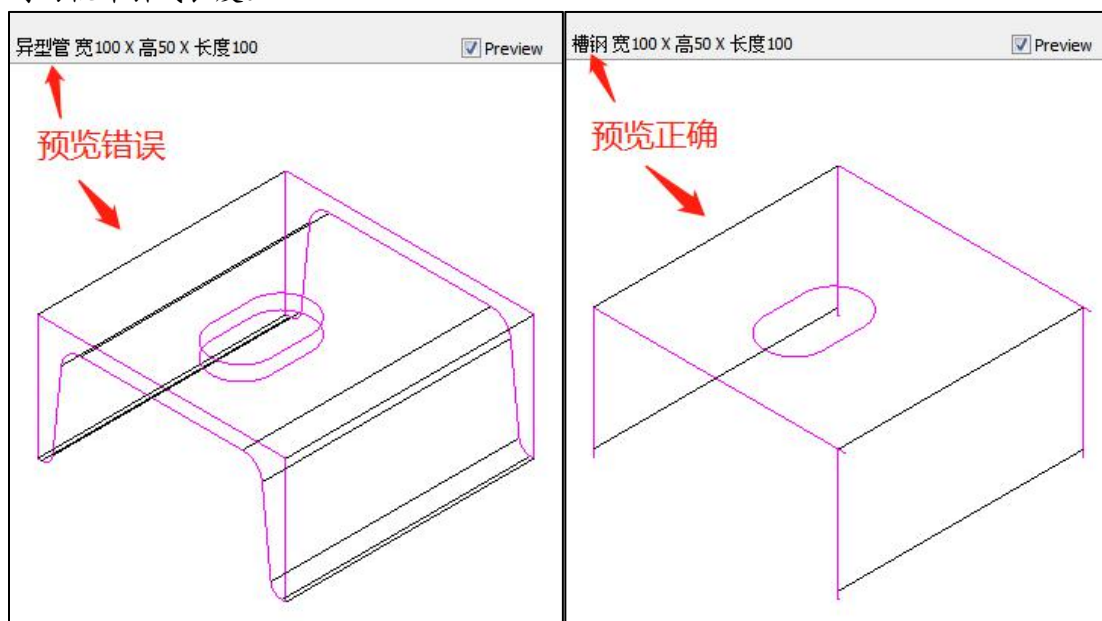 异型管 宽100 X 高50 X 长度100
Preview
预览错误
槽钢 宽100 X 高50 X 长度100
Preview
预览正确